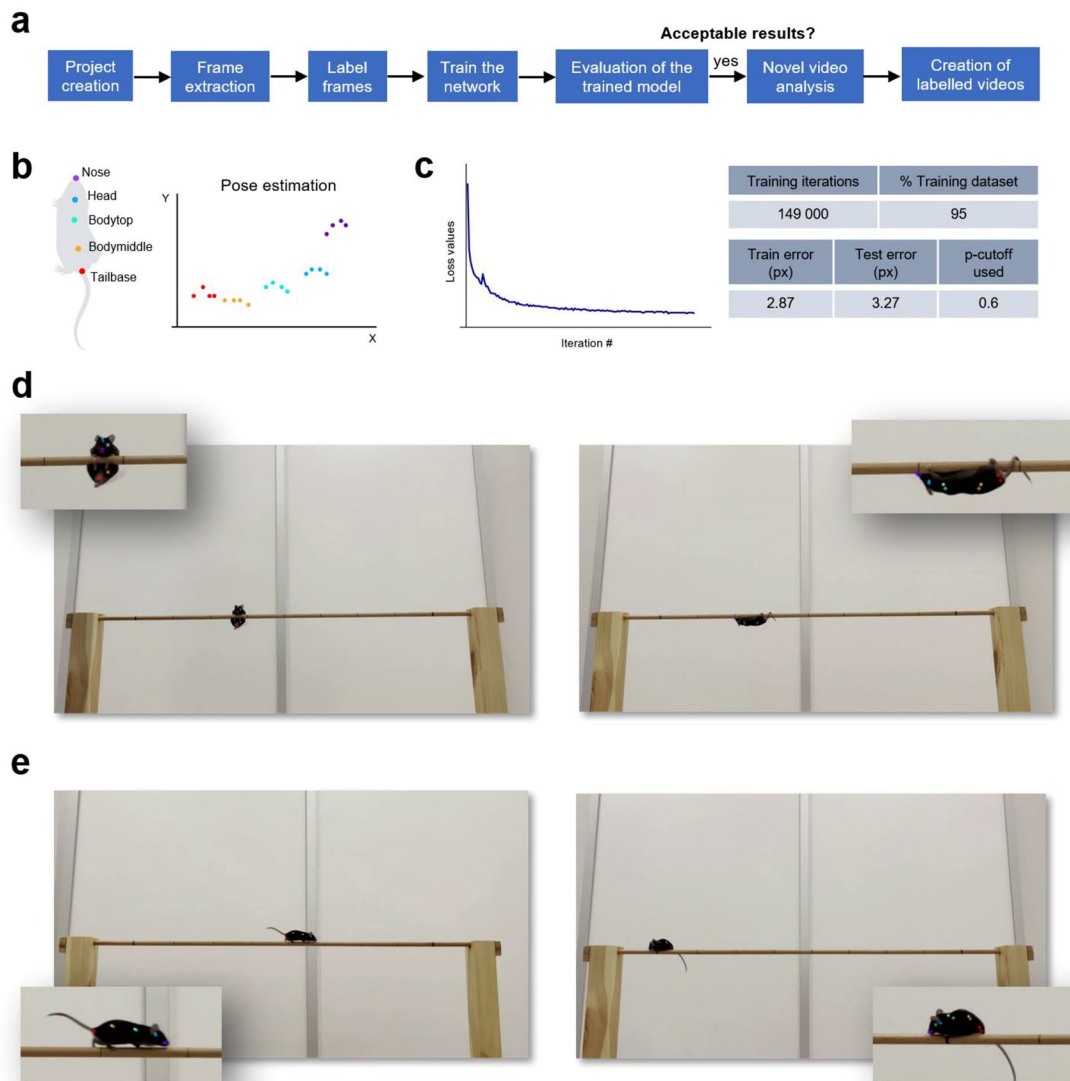 a
Acceptable results?
Project
creation
Frame
extraction
Label
frames
Train the
network
Evaluation of the
trained model
yes
Novel video
analysis
Creation of
labelled videos
b
Nose
Head
Bodytop
Bodymiddle
Tailbase
Pose estimation
Y
X
c
Loss values
Iteration #
Training iterations % Training dataset
149 000 95
Train error
(px)
Test error
(px)
p-cutoff
used
2.87 3.27 0.6
d
e